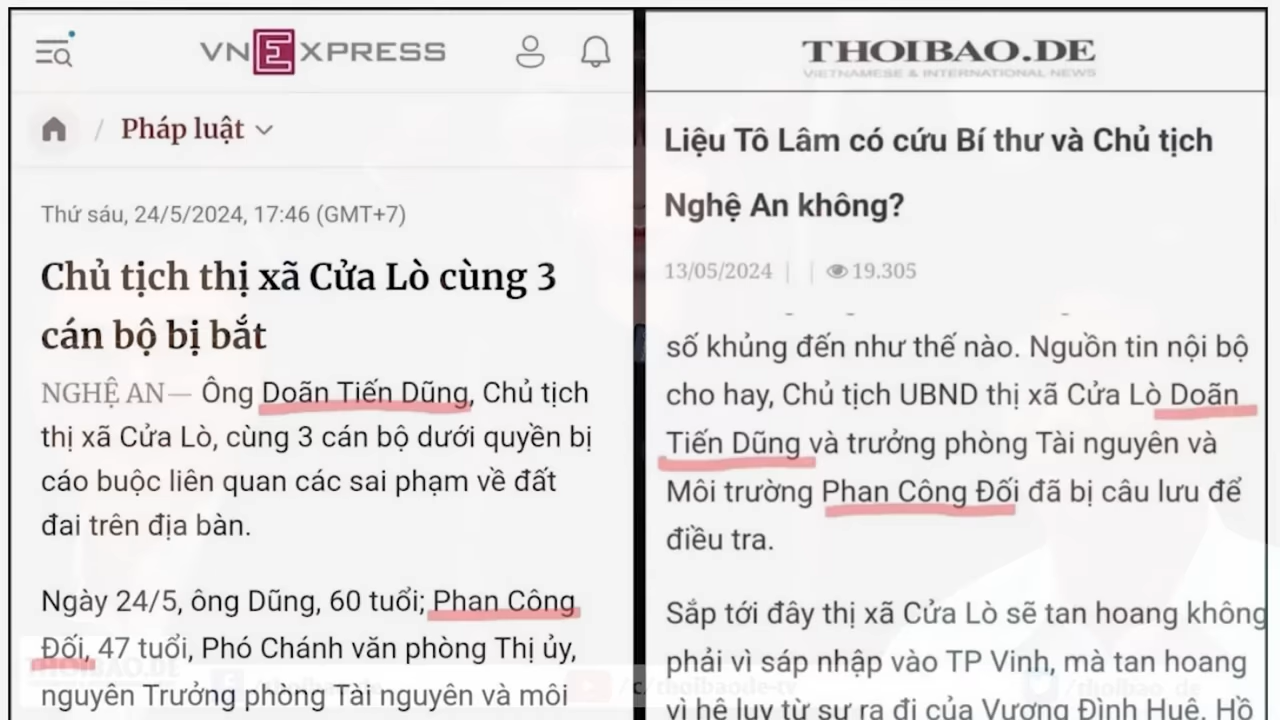 VNEXPRESS
/ Pháp luật
Thứ sáu, 24/5/2024, 17:46 (GMT+7)
Chủ tịch thị xã Cửa Lò cùng 3
cán bộ bị bắt
NGHỆ AN— Ông Doãn Tiến Dũng, Chủ tịch
thị xã Cửa Lò, cùng 3 cán bộ dưới quyền bị
cáo buộc liên quan các sai phạm về đất
đai trên địa bàn.
Ngày 24/5, ông Dũng, 60 tuổi; Phan Công
Đối, 47 tuổi, Phó Chánh văn phòng Thị ủy,
nguyên Trưởng phòng Tài nguyên và môi
THOIBAO.DE
VIETNAMESE & INTERNATIONAL NEWS
Liệu Tô Lâm có cứu Bí thư và Chủ tịch
Nghệ An không?
13/05/2024 | | 19.305
số khủng đến như thế nào. Nguồn tin nội bộ
cho hay, Chủ tịch UBND thị xã Cửa Lò Doãn
Tiến Dũng và trưởng phòng Tài nguyên và
Môi trường Phan Công Đối đã bị câu lưu để
điều tra.
Sắp tới đây thị xã Cửa Lò sẽ tan hoang không
phải vì sáp nhập vào TP Vinh, mà tan hoang
vì hệ lụy từ sự ra đi của Vương Đình Huệ, Hồ
THOIBAO.DE
/thoibao.de
/c/thoibaode-tv
/thoibao_de